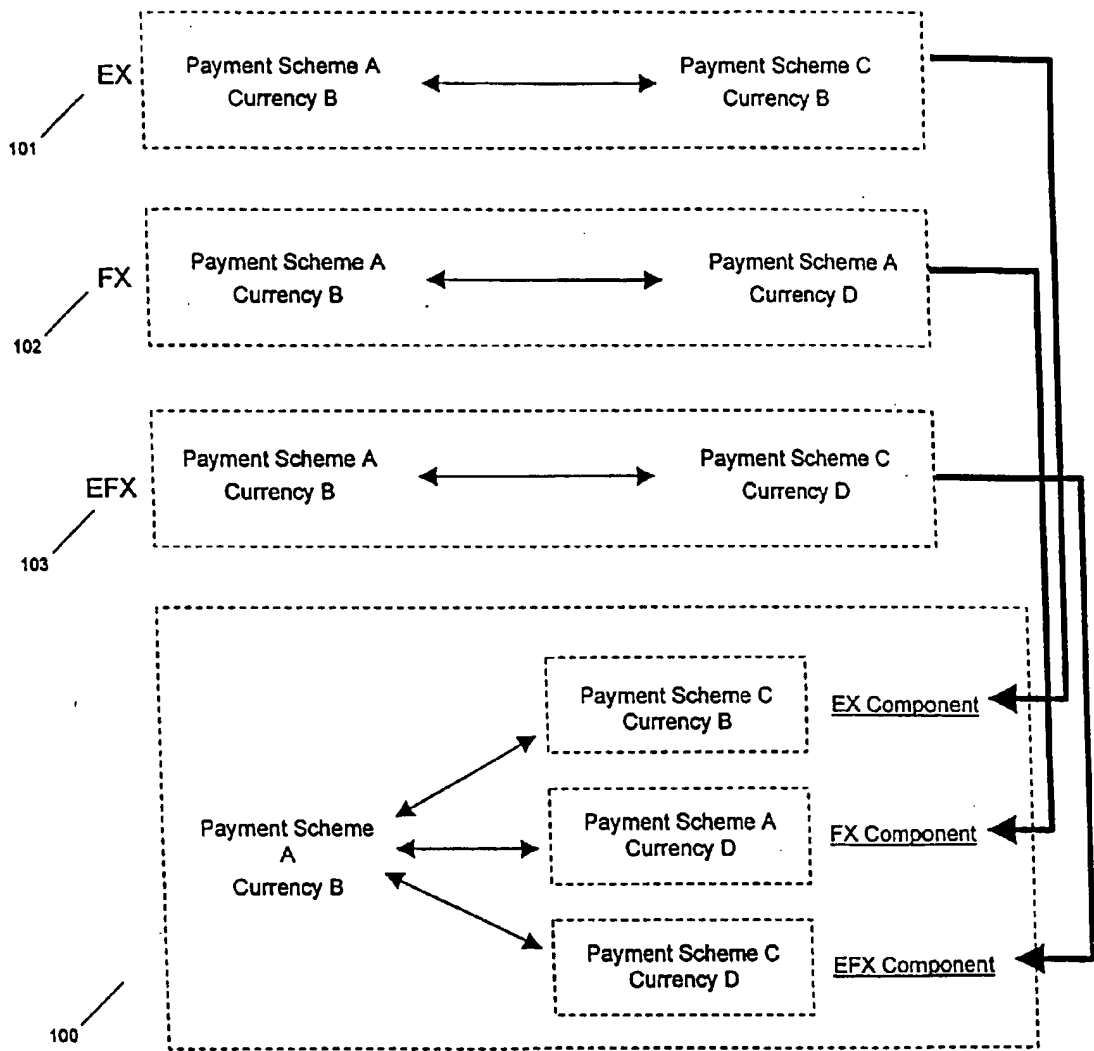 EX
Payment Scheme A
Currency B
Payment Scheme C
Currency B
101
FX
Payment Scheme A
Currency B
Payment Scheme A
Currency D
102
EFX
Payment Scheme A
Currency B
Payment Scheme C
Currency D
103
Payment Scheme C
Currency B
EX Component
Payment Scheme
A
Currency B
Payment Scheme A
Currency D
FX Component
Payment Scheme C
Currency D
EFX Component
100